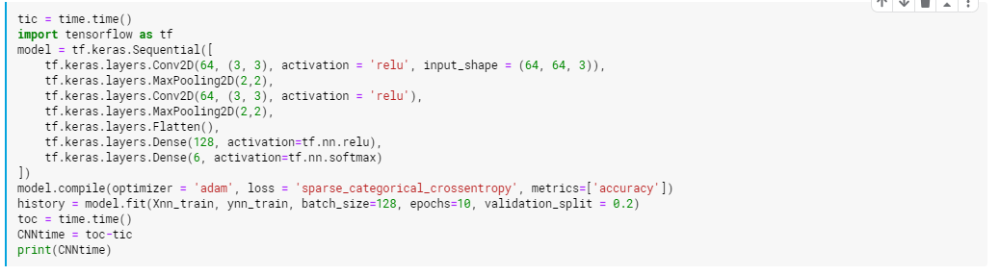 tic = time.time()
import tensorflow as tf
model = tf.keras.Sequential([
    tf.keras.layers.Conv2D(64, (3, 3), activation = 'relu', input_shape = (64, 64, 3)),
    tf.keras.layers.MaxPooling2D(2,2),
    tf.keras.layers.Conv2D(64, (3, 3), activation = 'relu'),
    tf.keras.layers.MaxPooling2D(2,2),
    tf.keras.layers.Flatten(),
    tf.keras.layers.Dense(128, activation=tf.nn.relu),
    tf.keras.layers.Dense(6, activation=tf.nn.softmax)
])
model.compile(optimizer = 'adam', loss = 'sparse_categorical_crossentropy', metrics=['accuracy'])
history = model.fit(Xnn_train, ynn_train, batch_size=128, epochs=10, validation_split = 0.2)
toc = time.time()
CNNtime = toc-tic
print(CNNtime)